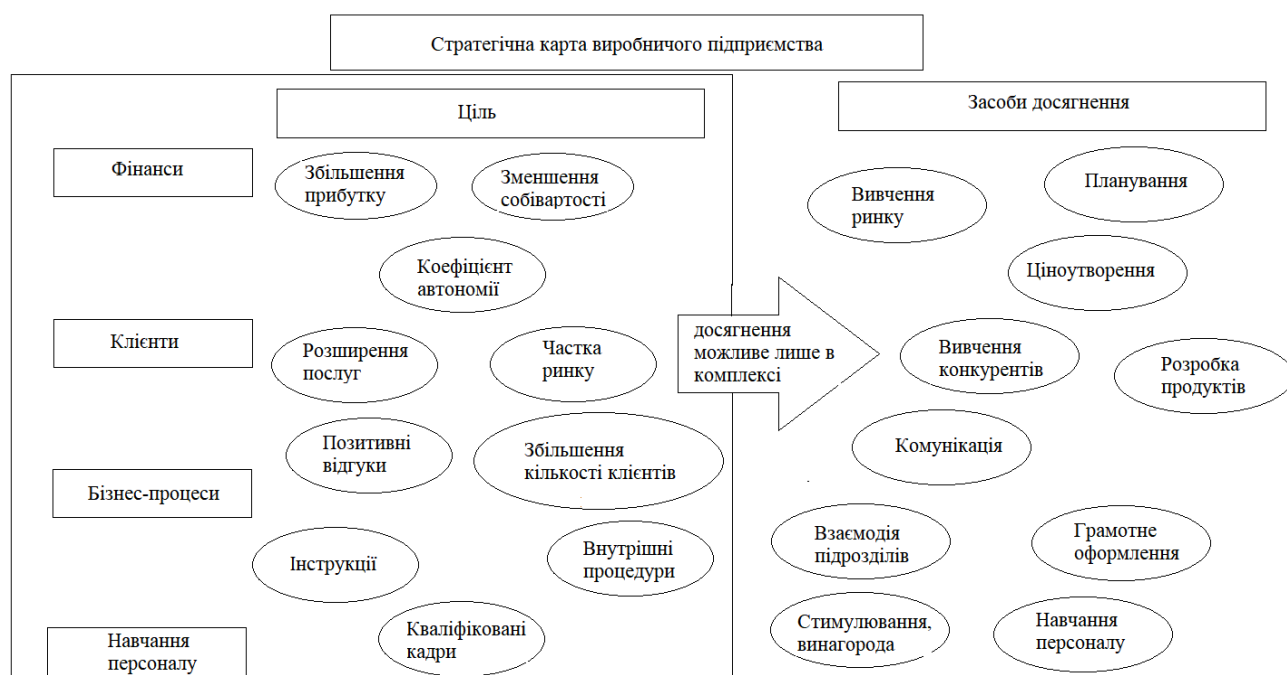 Стратегічна карта виробничого підприємства
Ціль
Засоби досягнення
Фінанси
Збільшення
прибутку
Зменшення
собівартості
Коефіцієнт
автономії
Клієнти
Розширення
послуг
Частка
ринку
Позитивні
відгуки
Збільшення
кількості клієнтів
Бізнес-процеси
Інструкції
Внутрішні
процедури
Навчання
персоналу
Кваліфіковані
кадри
досягнення
можливе лише в
комплексі
Вивчення
ринку
Планування
Ціноутворення
Вивчення
конкурентів
Розробка
продуктів
Комунікація
Взаємодія
підрозділів
Грамотне
оформлення
Стимулювання,
винагорода
Навчання
персоналу